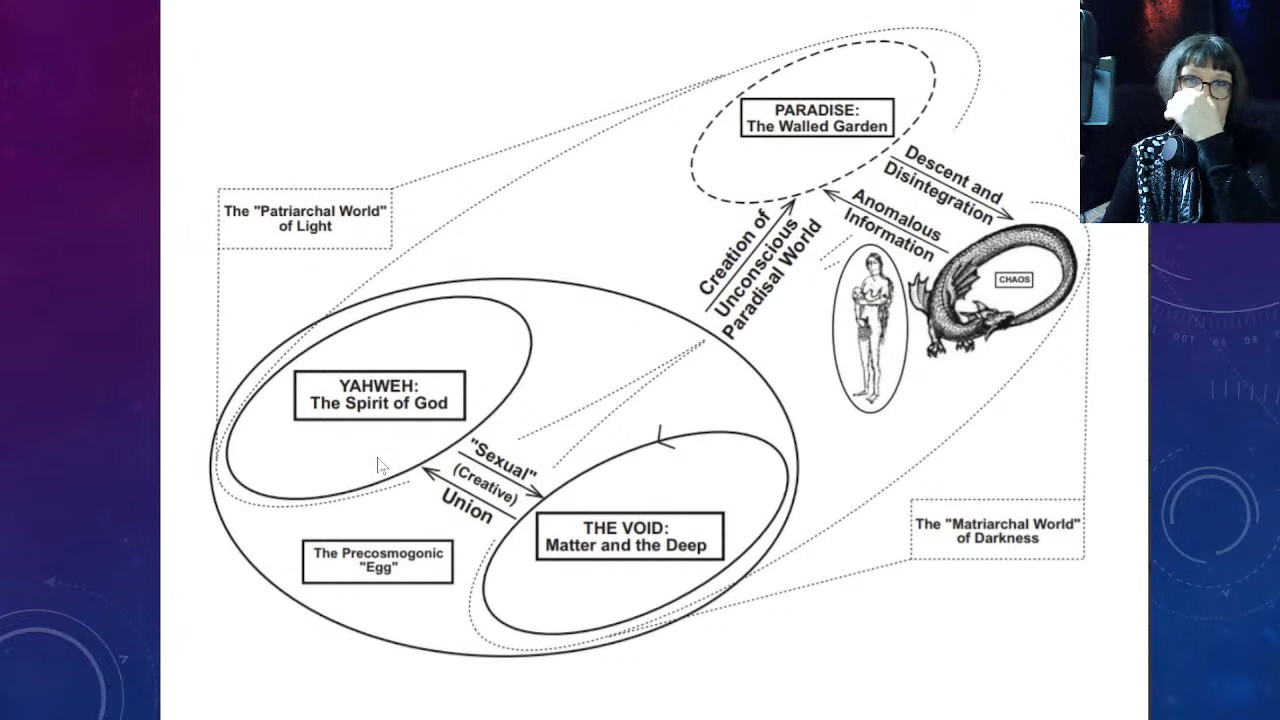 PARADISE:
The Walled Garden
Descent and
Disintegration
Anomalous
Information
CHAOS
The "Patriarchal World"
of Light
Creation of
Unconscious
Paradisal World
YAHWEH:
The Spirit of God
"Sexual"
(Creative)
Union
THE VOID:
Matter and the Deep
The Precosmogonic
"Egg"
The "Matriarchal World"
of Darkness